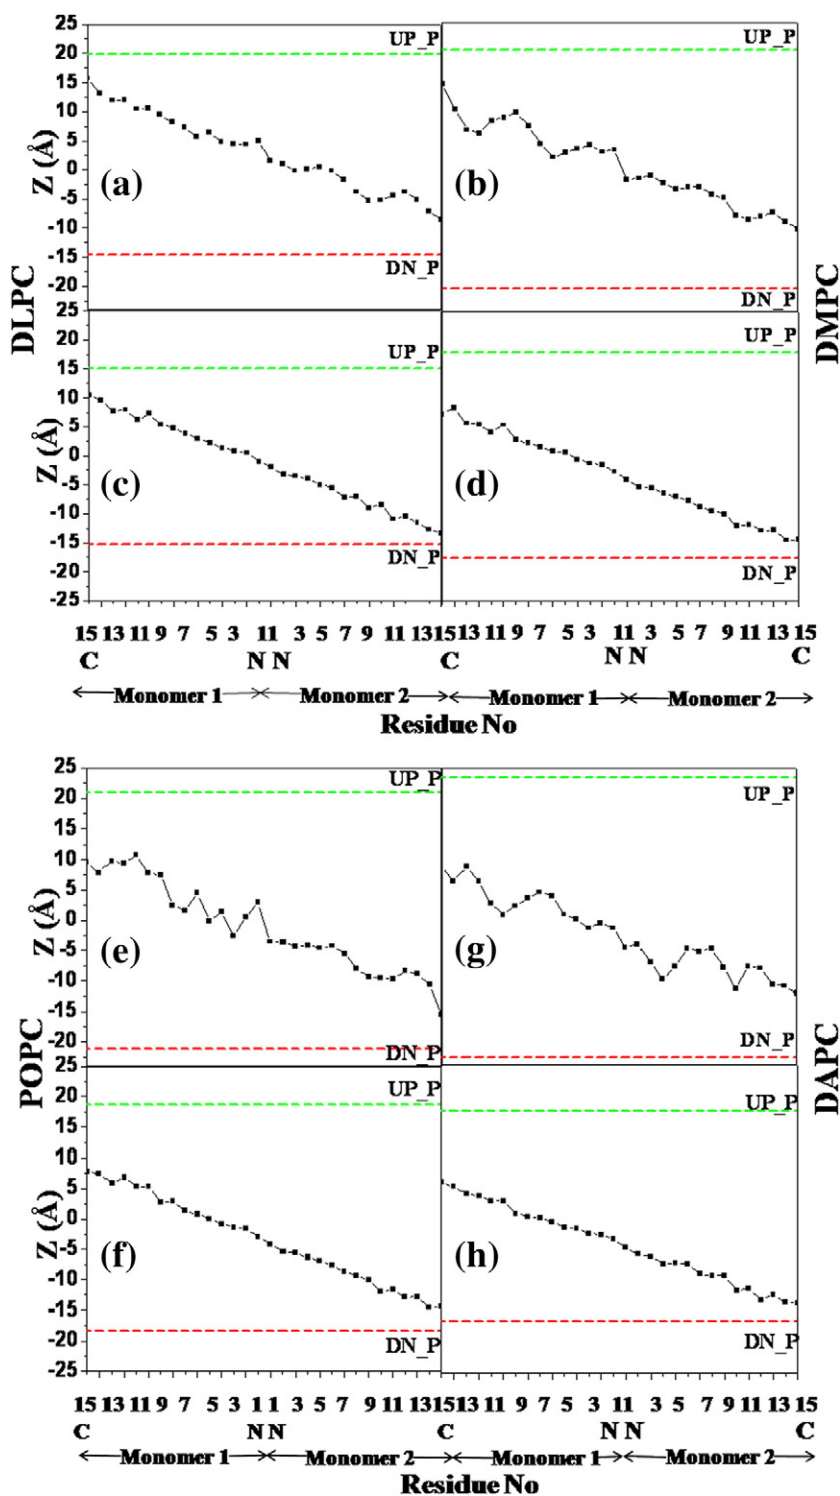 25
20
15
10
5
0
-5
-10
-15
-20
25
Z (Å)
DLPC
UP_P
(a)
DN_P
UP_P
(b)
DN_P
DMPC
20
15
10
5
0
-5
-10
-15
-20
-25
Z (Å)
UP_P
(c)
DN_P
UP_P
(d)
DN_P
15 13 11 9 7 5 3 11 3 5 7 9 11 13 15 13 11 9 7 5 3 11 3 5 7 9 11 13 15
C N N C N N C
Monomer 1 Monomer 2 Monomer 1 Monomer 2
Residue No
25
20
15
10
5
0
-5
-10
-15
-20
25
Z (Å)
POPC
UP_P
(e)
DN_P
UP_P
(g)
DN_P
DAPC
20
15
10
5
0
-5
-10
-15
-20
-25
Z (Å)
UP_P
(f)
DN_P
UP_P
(h)
DN_P
15 13 11 9 7 5 3 1 1 3 5 7 9 11 13 15 13 11 9 7 5 3 11 3 5 7 9 11 13 15
C N N C N N C
Monomer 1 Monomer 2 Monomer 1 Monomer 2
Residue No